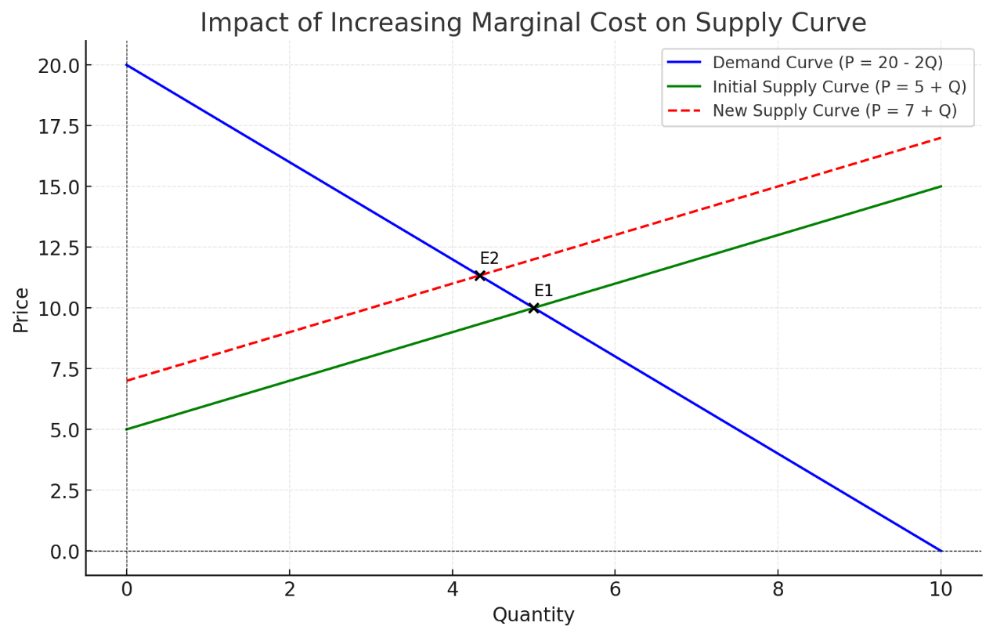 Impact of Increasing Marginal Cost on Supply Curve
Demand Curve (P = 20 - 2Q)
Initial Supply Curve (P = 5 + Q)
New Supply Curve (P = 7 + Q)
20.0
17.5
15.0
12.5
10.0
7.5
5.0
2.5
0.0
Price
E2
E1
0 2 4 6 8 10
Quantity